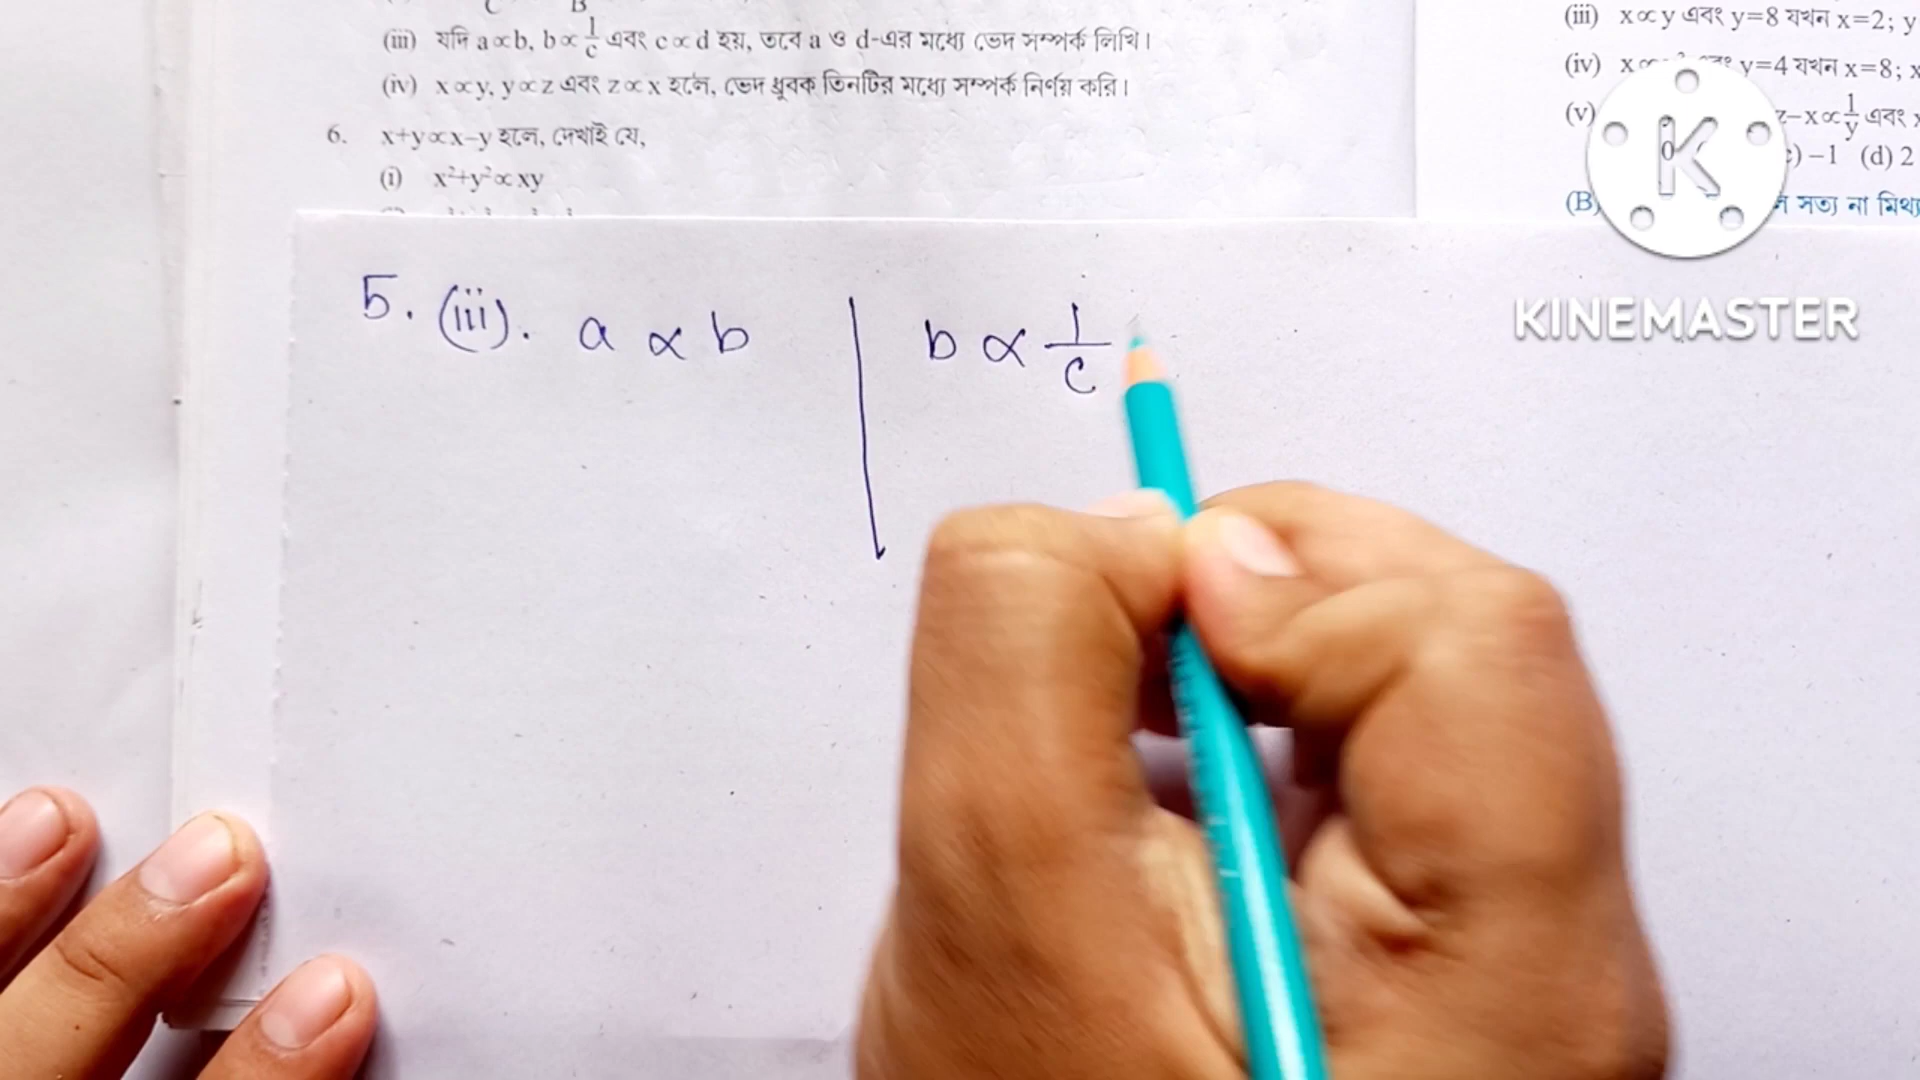 (iii) যদি a∝b, b∝1/c এবং c∝d হয়, তবে a ও d-এর মধ্যে ভেদ সম্পর্ক লিখি।
(iv) x∝y, y∝z এবং z∝x হলে, ভেদ ধ্রুবক তিনটির মধ্যে সম্পর্ক নির্ণয় করি।
6. x+y∝x–y হলে, দেখাই যে,
(i) x²+y²∝xy
(iii) x∝y এবং y=8 যখন x=2; y
(iv) y=4 যখন x=8; x
(v) z–x∝1/y এবং
–1 (d) 2
(B) সত্য না মিথ্যা
K
KINEMASTER
5. (iii). a ∝ b | b ∝ 1/c